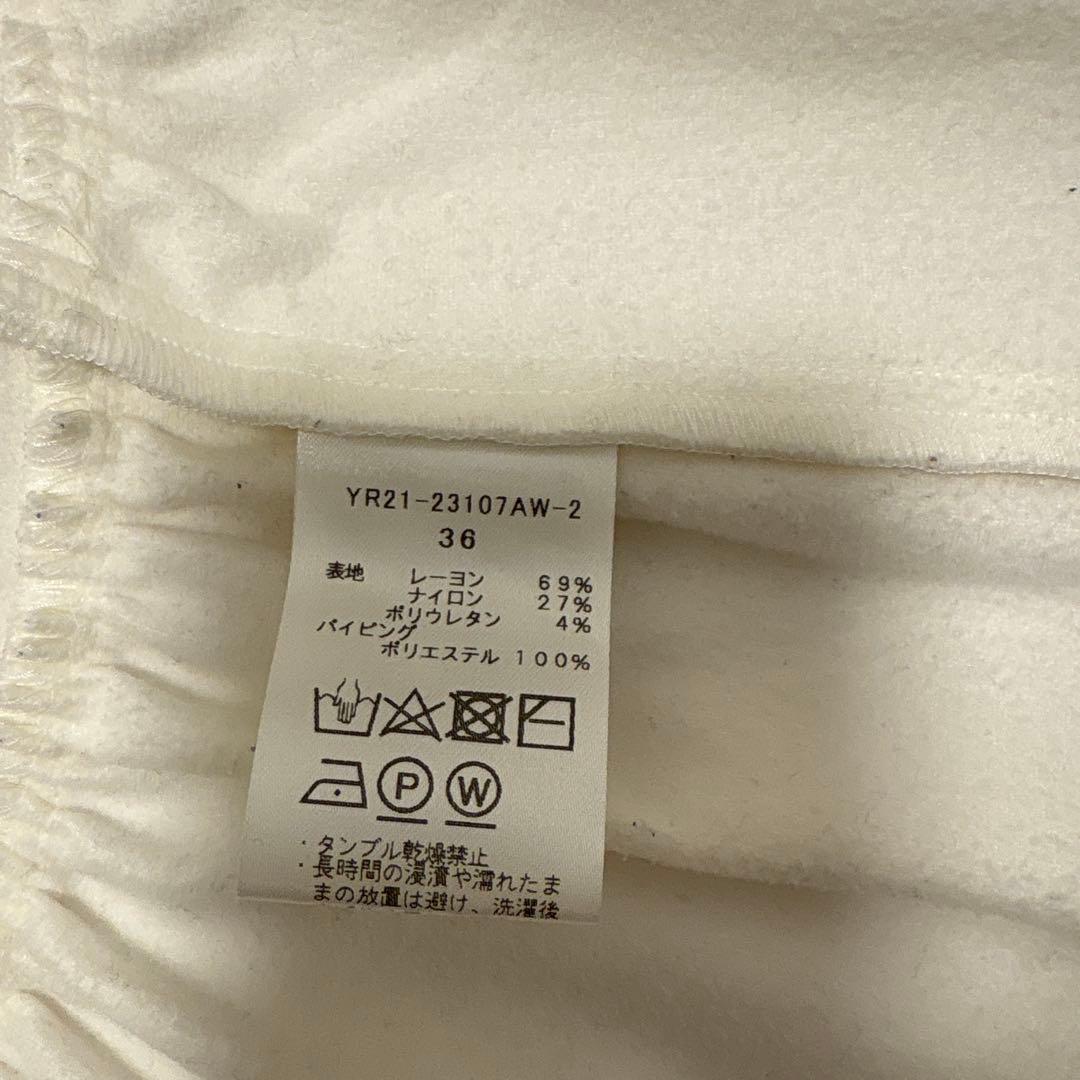 YR21-23107AW-2
36
表地 レーヨン 69%
ナイロン 27%
ポリウレタン 4%
パイピング
ポリエステル 100%
P W
・タンブル乾燥禁止
・長時間の浸漬や濡れたま
まの放置は避け、洗濯後